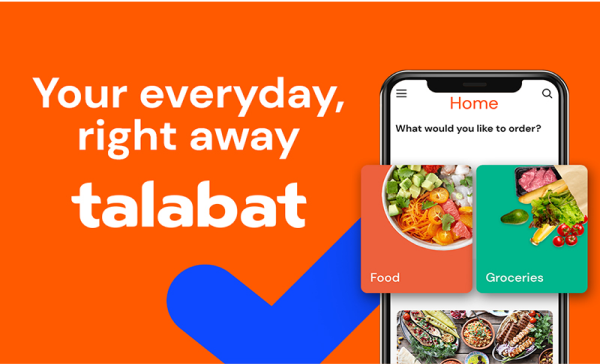 Your everyday,
right away
talabat
Home
What would you like to order?
Food
Groceries